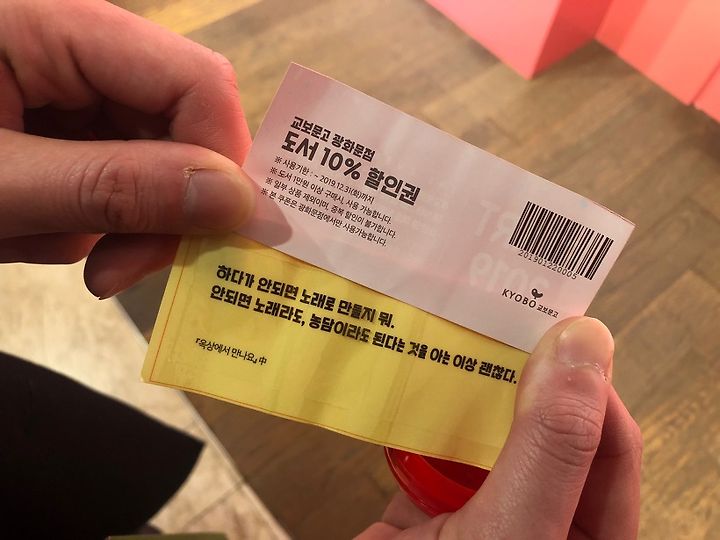 교보문고 광화문점
도서 10% 할인권
※ 사용기한 : ~ 2019.12.31(화)까지
※ 도서 1만원 이상 구매시, 사용 가능합니다.
※ 일부 상품 제외이며, 중복 할인이 불가합니다.
※ 본 쿠폰은 광화문점에서만 사용가능합니다.
201901220005
KYOBO 교보문고
하다가 안되면 노래로 만들지 뭐.
안되면 노래라도, 농담이라도 된다는 것을 아는 이상 괜찮다.
『옥상에서 만나요』 中